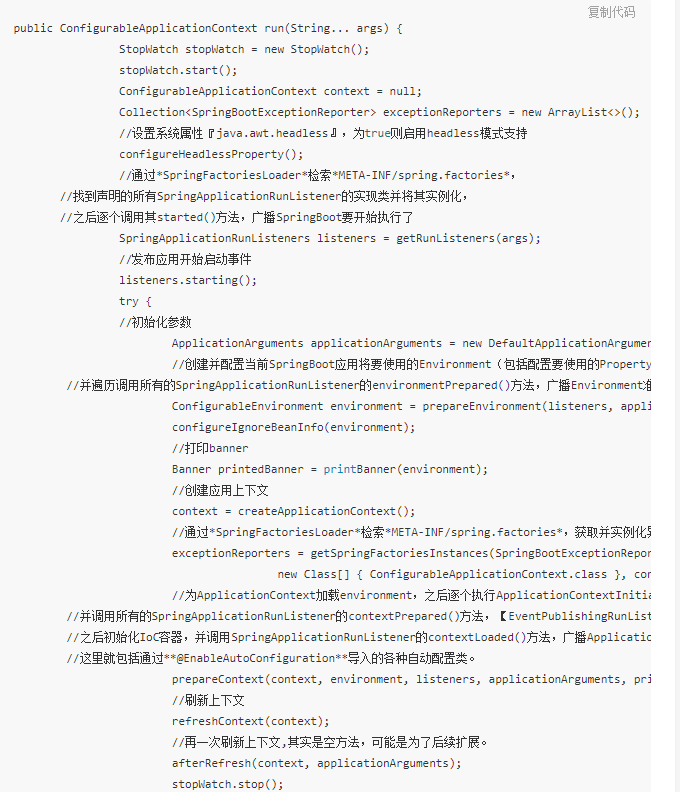 复制代码
public ConfigurableApplicationContext run(String... args) {
StopWatch stopWatch = new StopWatch();
stopWatch.start();
ConfigurableApplicationContext context = null;
Collection<SpringBootExceptionReporter> exceptionReporters = new ArrayList<>();
//设置系统属性『java.awt.headless』，为true则启用headless模式支持
configureHeadlessProperty();
//通过*SpringFactoriesLoader*检索*META-INF/spring.factories*，
//找到声明的所有SpringApplicationRunListener的实现类并将其实例化，
//之后逐个调用其started()方法，广播SpringBoot要开始执行了
SpringApplicationRunListeners listeners = getRunListeners(args);
//发布应用开始启动事件
listeners.starting();
try {
//初始化参数
ApplicationArguments applicationArguments = new DefaultApplicationArgumen
//创建并配置当前SpringBoot应用将要使用的Environment（包括配置要使用的Property
//并遍历调用所有的SpringApplicationRunListener的environmentPrepared()方法，广播Environment
ConfigurableEnvironment environment = prepareEnvironment(listeners, appli
configureIgnoreBeanInfo(environment);
//打印banner
Banner printedBanner = printBanner(environment);
//创建应用上下文
context = createApplicationContext();
//通过*SpringFactoriesLoader*检索*META-INF/spring.factories*，获取并实例化
exceptionReporters = getSpringFactoriesInstances(SpringBootExceptionRepor
new Class[] { ConfigurableApplicationContext.class }, con
//为ApplicationContext加载environment，之后逐个执行ApplicationContextInitia
//并调用所有的SpringApplicationRunListener的contextPrepared()方法，【EventPublishingRunList
//之后初始化IoC容器，并调用SpringApplicationRunListener的contextLoaded()方法，广播Applicatio
//这里就包括通过**@EnableAutoConfiguration**导入的各种自动配置类。
prepareContext(context, environment, listeners, applicationArguments, pri
//刷新上下文
refreshContext(context);
//再一次刷新上下文,其实是空方法，可能是为了后续扩展。
afterRefresh(context, applicationArguments);
stopWatch.stop();